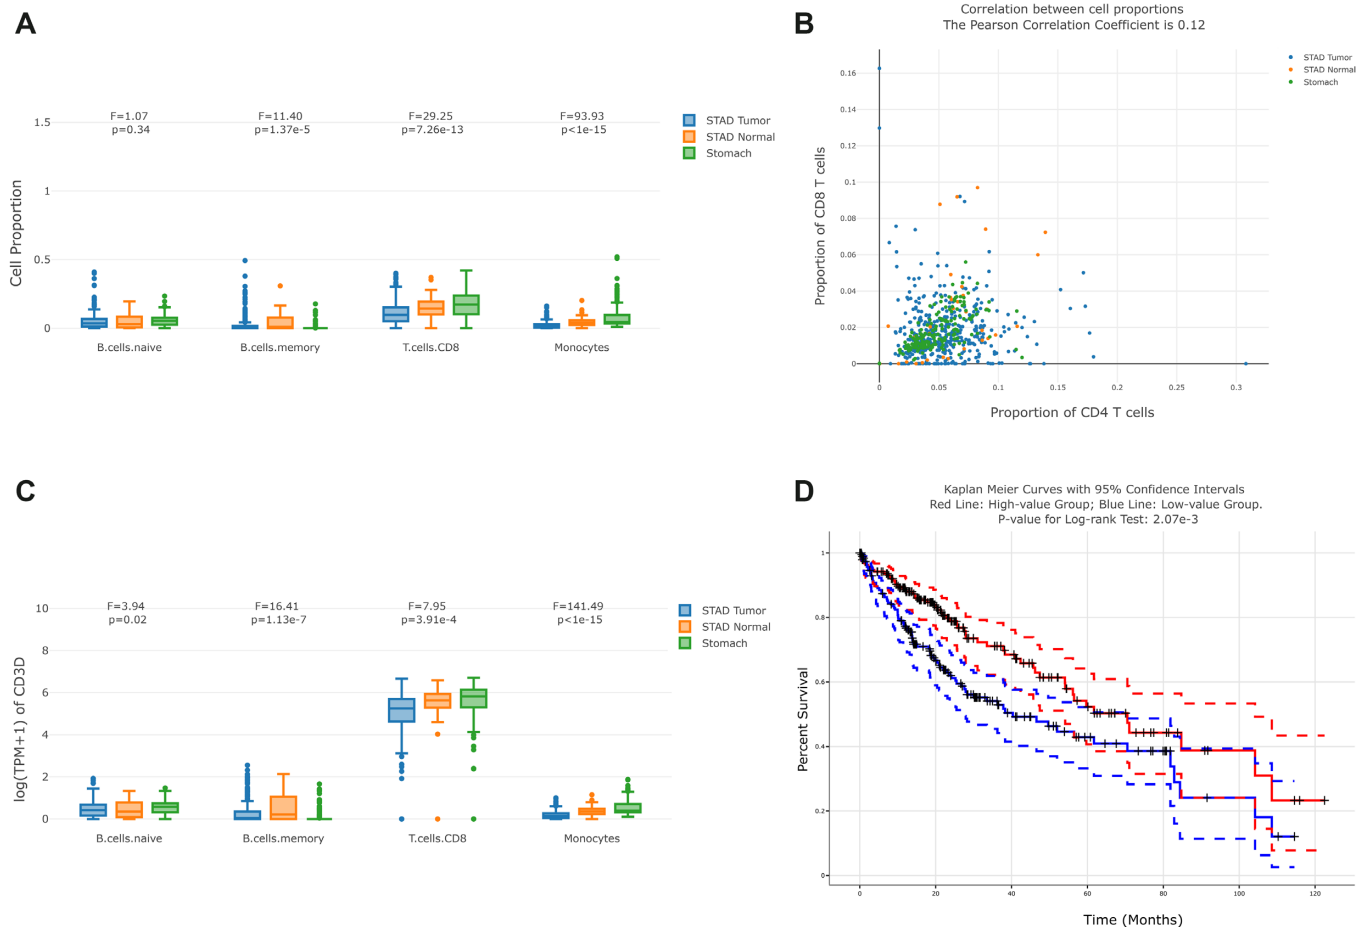 A
F=1.07
p=0.34
F=11.40
p=1.37e-5
F=29.25
p=7.26e-13
F=93.93
p<1e-15
STAD Tumor
STAD Normal
Stomach
Cell Proportion
1.5
1
0.5
0
B.cells.naive
B.cells.memory
T.cells.CD8
Monocytes
B
Correlation between cell proportions
The Pearson Correlation Coefficient is 0.12
STAD Tumor
STAD Normal
Stomach
Proportion of CD8 T cells
0.16
0.14
0.12
0.1
0.08
0.06
0.04
0.02
0
0
0.05
0.1
0.15
0.2
0.25
0.3
Proportion of CD4 T cells
C
F=3.94
p=0.02
F=16.41
p=1.13e-7
F=7.95
p=3.91e-4
F=141.49
p<1e-15
STAD Tumor
STAD Normal
Stomach
log(TPM+1) of CD3D
10
8
6
4
2
0
B.cells.naive
B.cells.memory
T.cells.CD8
Monocytes
D
Kaplan Meier Curves with 95% Confidence Intervals
Red Line: High-value Group; Blue Line: Low-value Group.
P-value for Log-rank Test: 2.07e-3
Percent Survival
1
0.8
0.6
0.4
0.2
0
0
20
40
60
80
100
120
Time (Months)